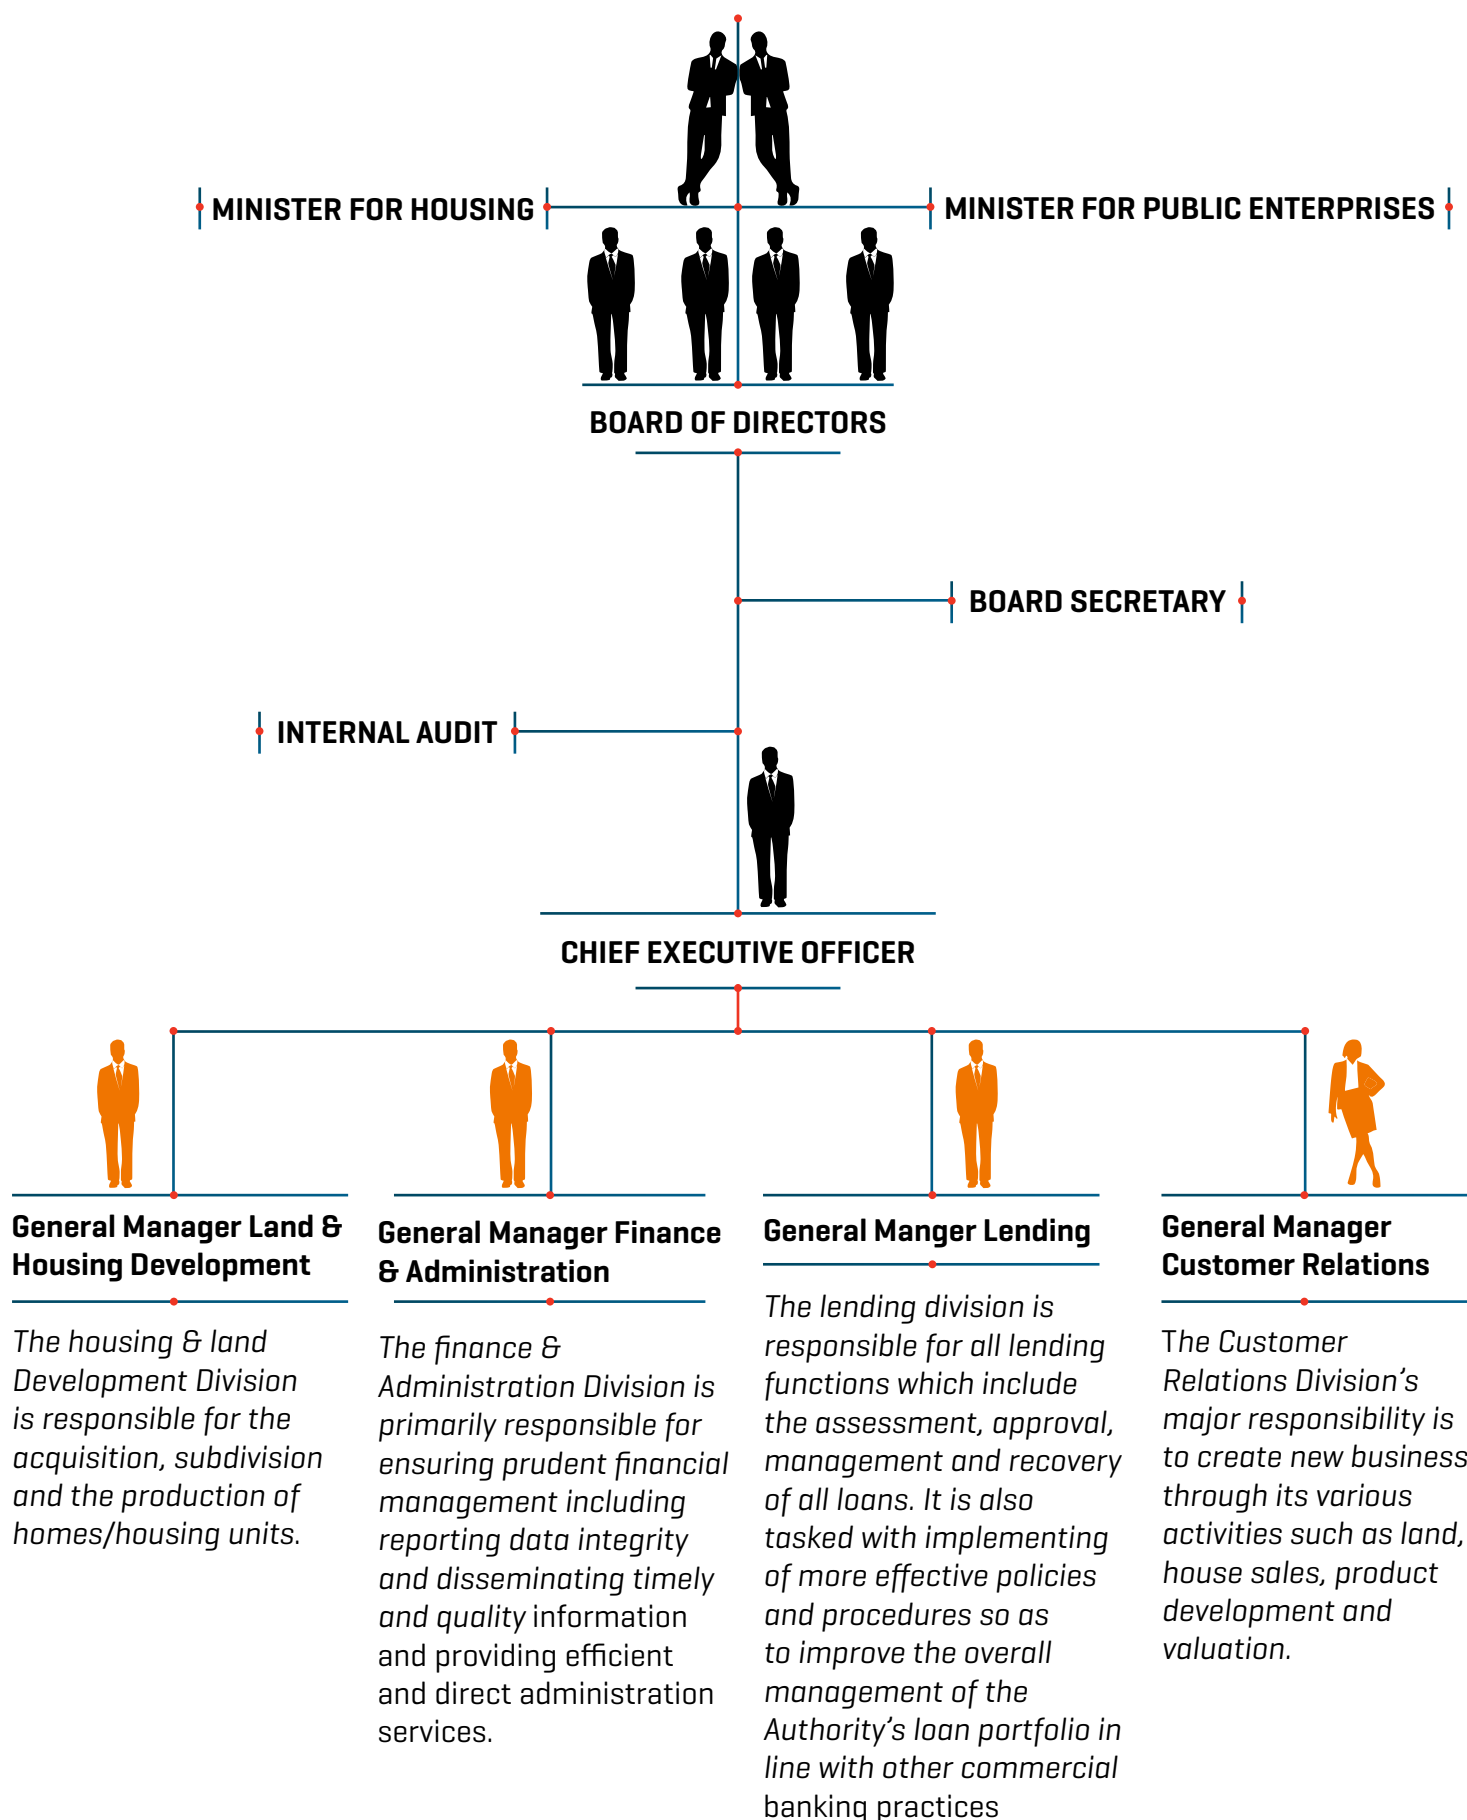 MINISTER FOR HOUSING
MINISTER FOR PUBLIC ENTERPRISES
BOARD OF DIRECTORS
BOARD SECRETARY
INTERNAL AUDIT
CHIEF EXECUTIVE OFFICER
General Manager Land &
Housing Development
The housing & land
Development Division
is responsible for the
acquisition, subdivision
and the production of
homes/housing units.
General Manager Finance
& Administration
The finance &
Administration Division is
primarily responsible for
ensuring prudent financial
management including
reporting data integrity
and disseminating timely
and quality information
and providing efficient
and direct administration
services.
General Manger Lending
The lending division is
responsible for all lending
functions which include
the assessment, approval,
management and recovery
of all loans. It is also
tasked with implementing
of more effective policies
and procedures so as
to improve the overall
management of the
Authority's loan portfolio in
line with other commercial
banking practices
General Manager
Customer Relations
The Customer
Relations Division's
major responsibility is
to create new business
through its various
activities such as land,
house sales, product
development and
valuation.